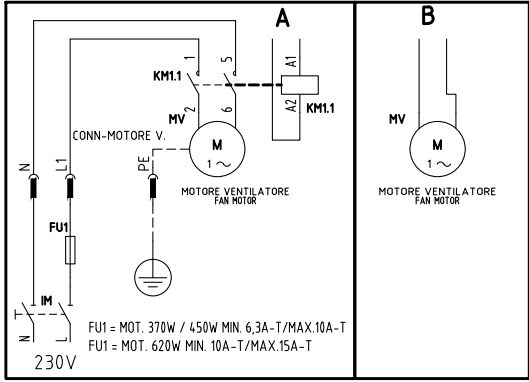 A
B
1
5
A1
KM1.1
A2
KM1.1
2
6
MV
MV
CONN-MOTORE V.
M
1 ~
M
1 ~
N
L1
PE
MOTORE VENTILATORE
FAN MOTOR
MOTORE VENTILATORE
FAN MOTOR
FU1
IM
N
L
FU1 = MOT. 370W / 450W MIN. 6,3A-T/MAX.10A-T
FU1 = MOT. 620W MIN. 10A-T/MAX.15A-T
230V